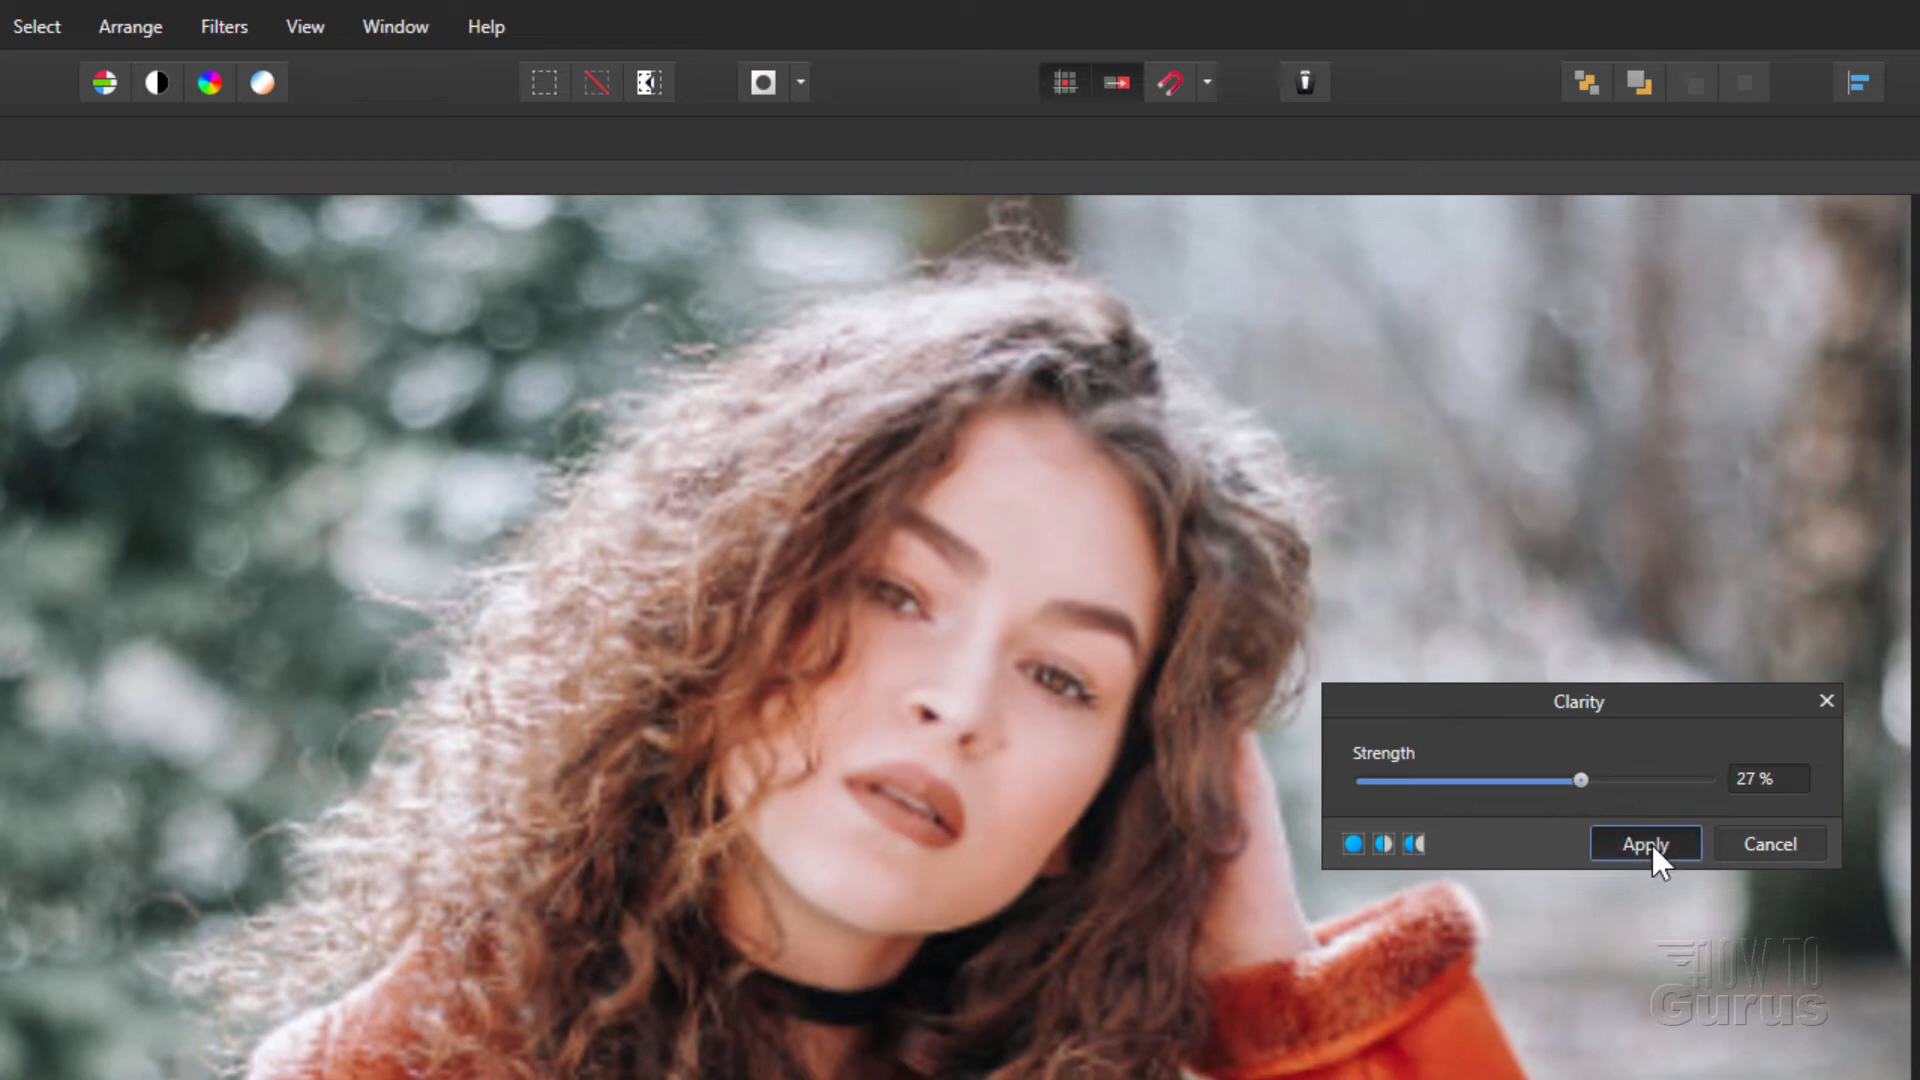 Select Arrange Filters View Window Help
Clarity
Strength
27 %
Apply Cancel
HOW TO
Gurus